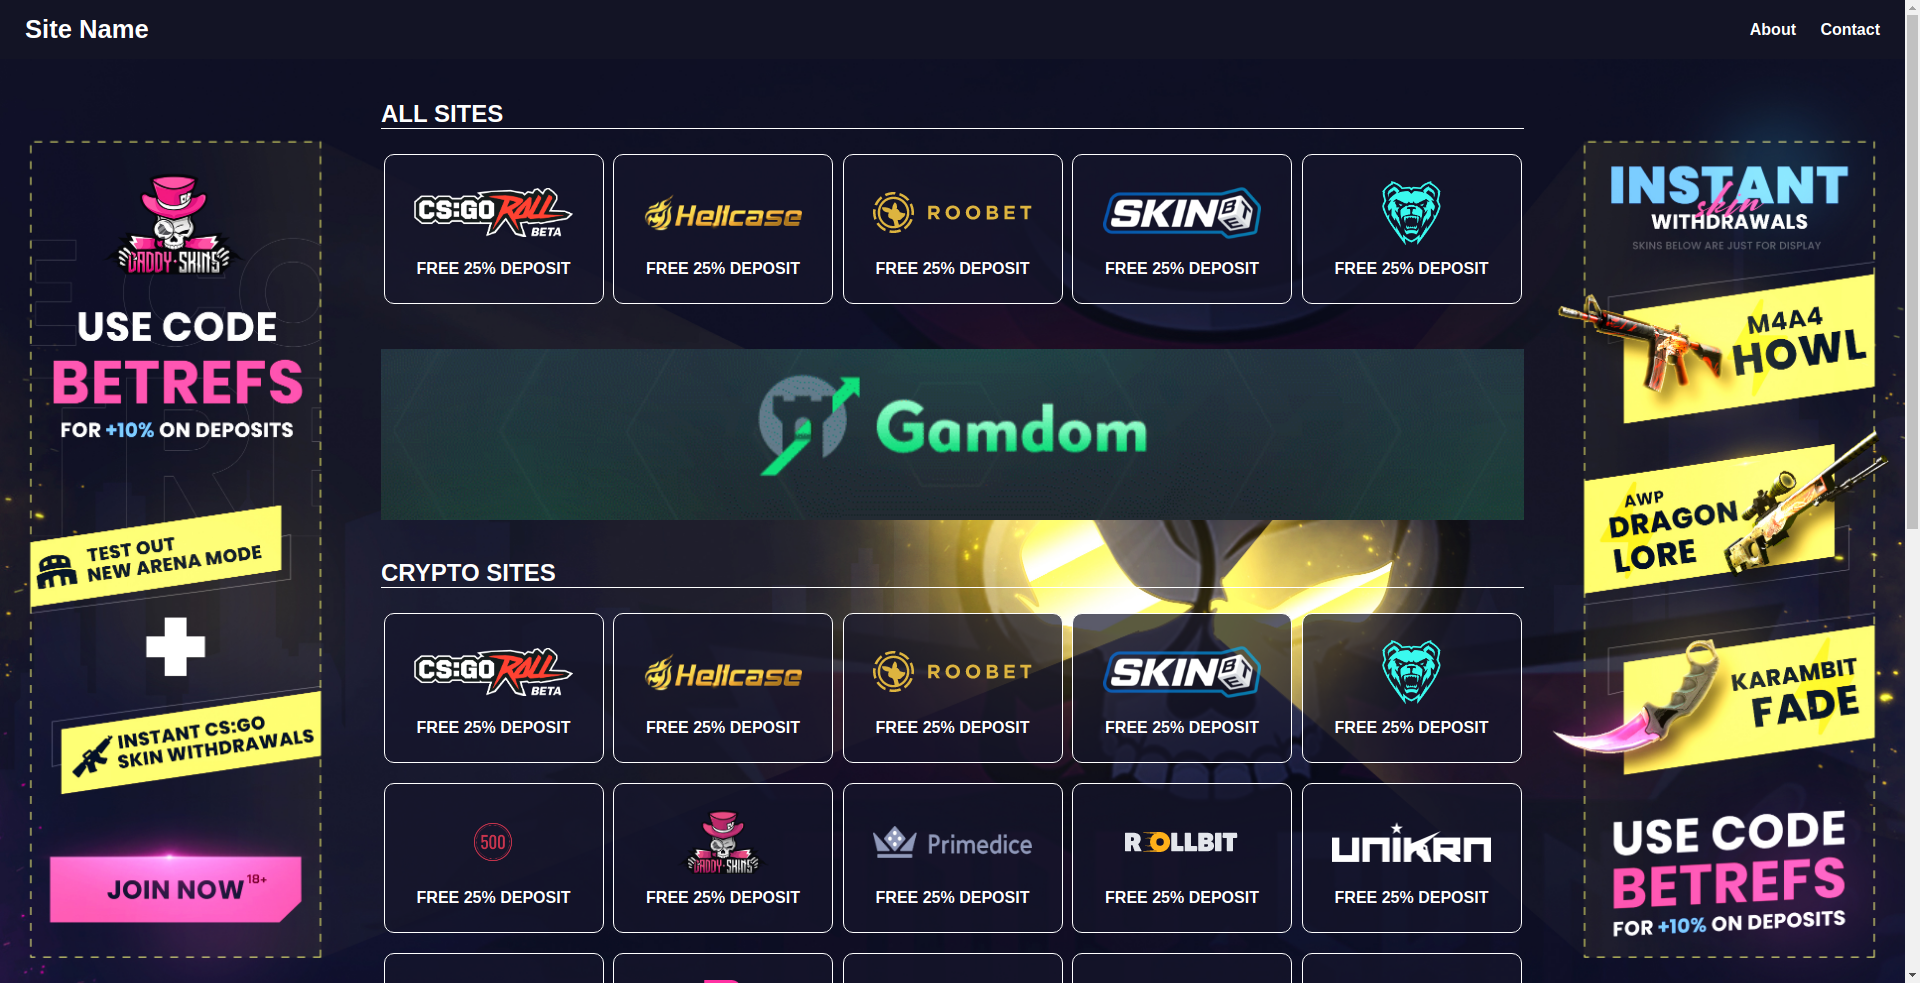 Site Name
About
Contact
ALL SITES
CS:GO ROLL
BETA
FREE 25% DEPOSIT
Hellcase
FREE 25% DEPOSIT
ROOBET
FREE 25% DEPOSIT
SKINB
FREE 25% DEPOSIT
FREE 25% DEPOSIT
Gamdom
CRYPTO SITES
CS:GO ROLL
BETA
FREE 25% DEPOSIT
Hellcase
FREE 25% DEPOSIT
ROOBET
FREE 25% DEPOSIT
SKINB
FREE 25% DEPOSIT
FREE 25% DEPOSIT
500
FREE 25% DEPOSIT
DADDY SKINS
FREE 25% DEPOSIT
Primedice
FREE 25% DEPOSIT
ROLLBIT
FREE 25% DEPOSIT
UNIKRN
FREE 25% DEPOSIT
DADDY·SKINS
USE CODE
BETREFS
FOR +10% ON DEPOSITS
TEST OUT
NEW ARENA MODE
INSTANT CS:GO
SKIN WITHDRAWALS
JOIN NOW 18+
INSTANT
skin
WITHDRAWALS
SKINS BELOW ARE JUST FOR DISPLAY
M4A4
HOWL
AWP
DRAGON
LORE
KARAMBIT
FADE
USE CODE
BETREFS
FOR +10% ON DEPOSITS